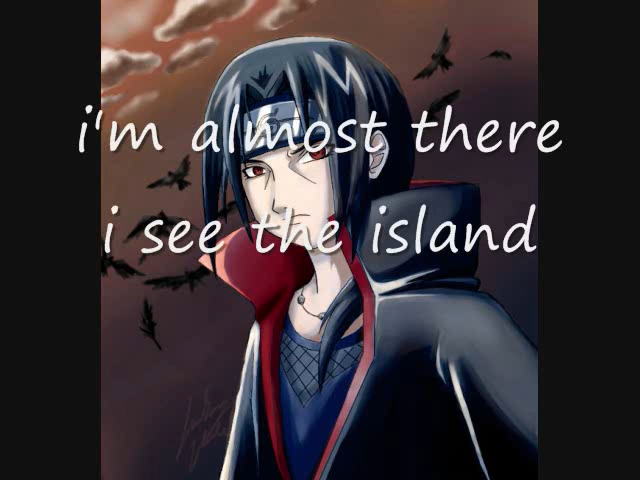 i'm almost there
i see the island